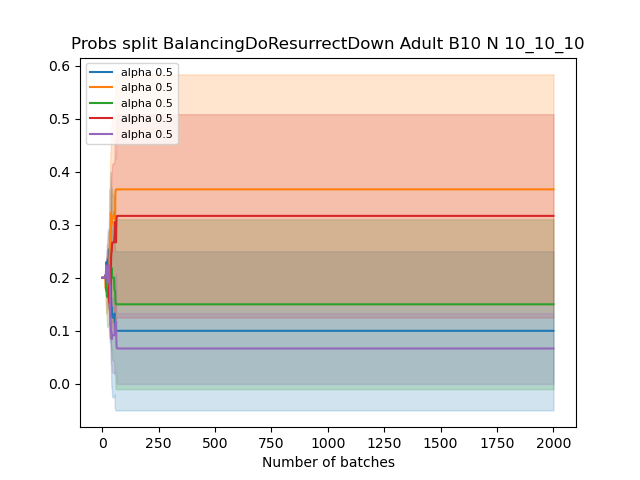 Probs split BalancingDoResurrectDown Adult B10 N 10_10_10
0.6
0.5
0.4
0.3
0.2
0.1
0.0
alpha 0.5
alpha 0.5
alpha 0.5
alpha 0.5
alpha 0.5
0 250 500 750 1000 1250 1500 1750 2000
Number of batches